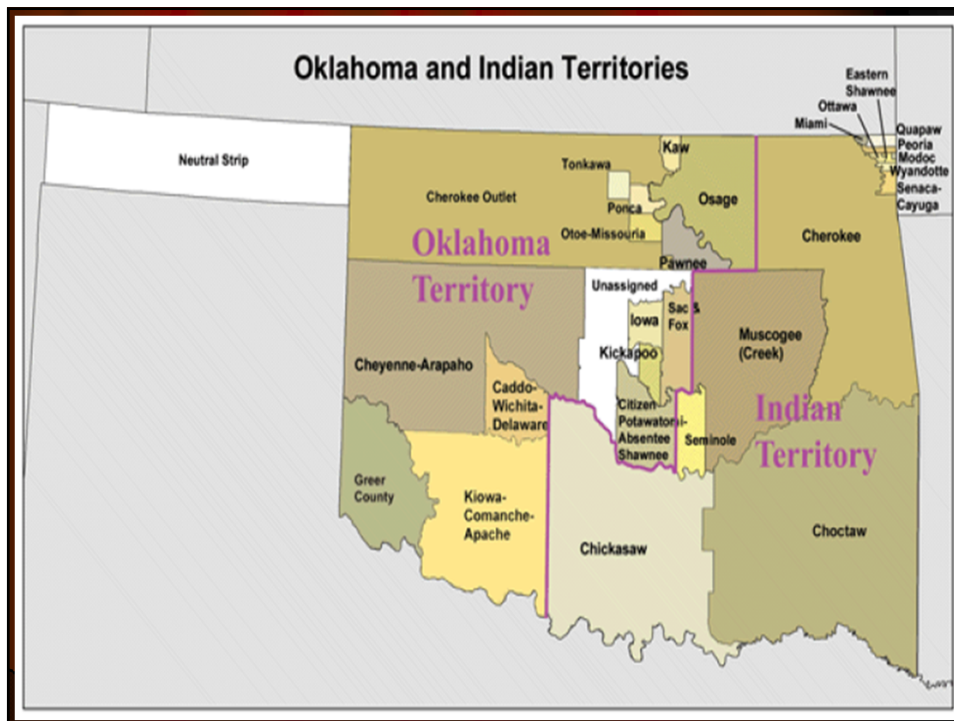 Oklahoma and Indian Territories
Eastern
Shawnee
Ottawa
Miami
Quapaw
Peoria
Modoc
Wyandotte
Senaca-
Cayuga
Neutral Strip
Kaw
Tonkawa
Cherokee Outlet
Ponca
Osage
Otoe-Missouria
Cherokee
Oklahoma
Territory
Pawnee
Unassigned
Sac &
Fox
Iowa
Muscogee
(Creek)
Kickapoo
Cheyenne-Arapaho
Caddo-
Wichita-
Delaware
Citizen
Potawatomi-
Absentee
Shawnee
Seminole
Indian
Territory
Greer
County
Kiowa-
Comanche-
Apache
Chickasaw
Choctaw